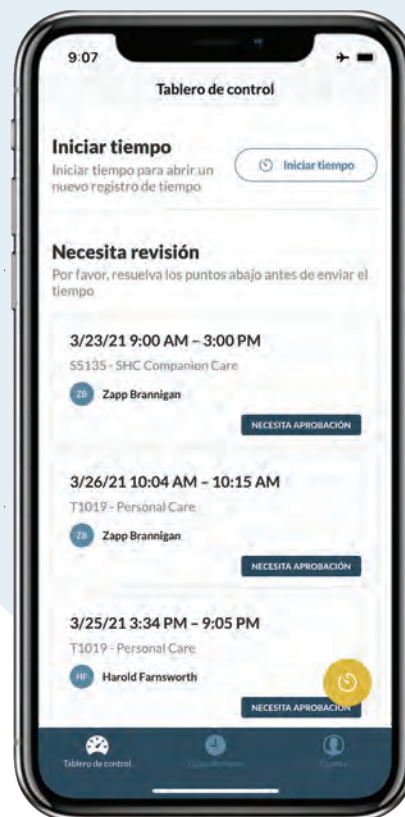 9:07
Tablero de control
Iniciar tiempo
Iniciar tiempo para abrir un
nuevo registro de tiempo
Iniciar tiempo
Necesita revisión
Por favor, resuelva los puntos abajo antes de enviar el
tiempo
3/23/21 9:00 AM – 3:00 PM
S5135 - SHC Companion Care
ZB Zapp Brannigan
NECESITA APROBACIÓN
3/26/21 10:04 AM – 10:15 AM
T1019 - Personal Care
ZB Zapp Brannigan
NECESITA APROBACIÓN
3/25/21 3:34 PM – 9:05 PM
T1019 - Personal Care
HF Harold Farnsworth
NECESITA APROBACIÓN
Tablero de control